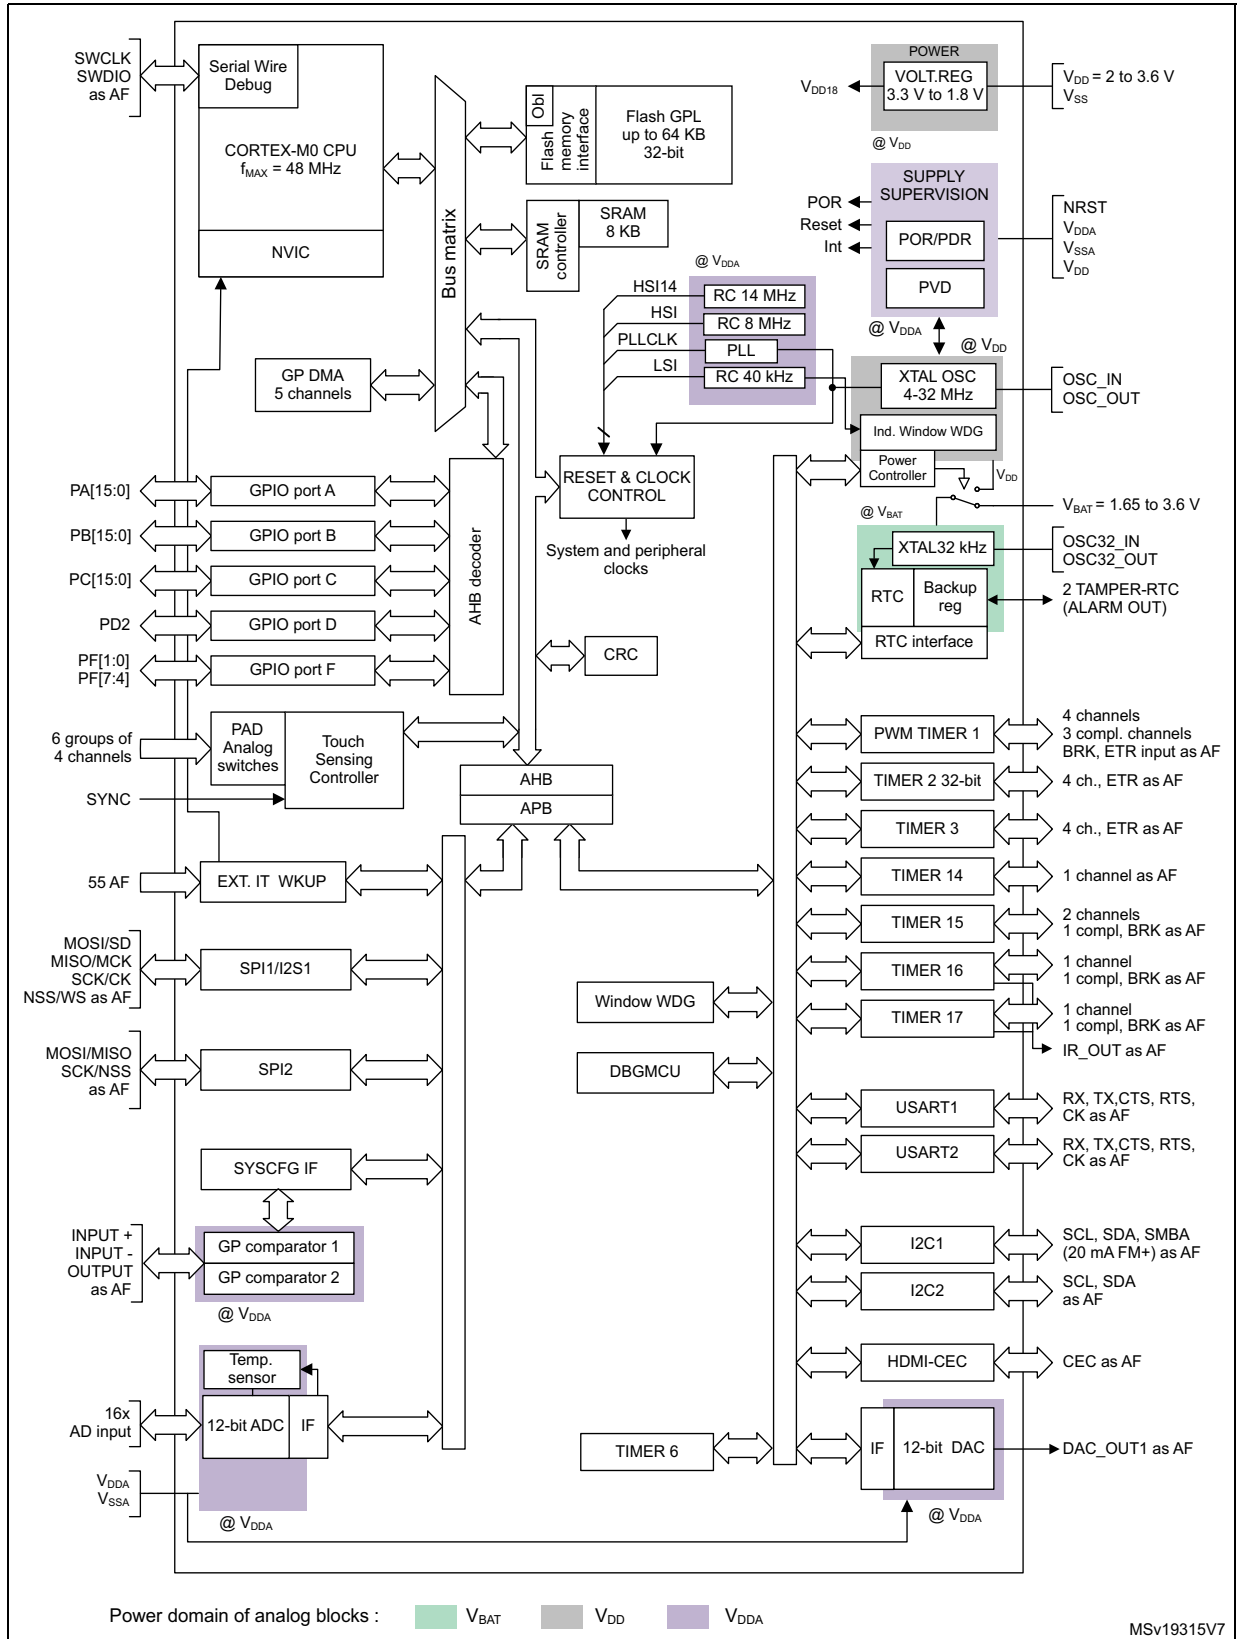 SWCLK
SWDIO
as AF
Serial Wire
Debug
CORTEX-M0 CPU
fMAX = 48 MHz
NVIC
Bus matrix
Obl
Flash
memory
interface
Flash GPL
up to 64 KB
32-bit
SRAM
controller
SRAM
8 KB
POWER
VOLT.REG
3.3 V to 1.8 V
VDD18
VDD = 2 to 3.6 V
VSS
@ VDD
SUPPLY
SUPERVISION
POR
Reset
Int
POR/PDR
PVD
NRST
VDDA
VSSA
VDD
@ VDDA
@ VDD
@ VDDA
HSI14
RC 14 MHz
HSI
RC 8 MHz
PLLCLK
PLL
LSI
RC 40 kHz
XTAL OSC
4-32 MHz
OSC_IN
OSC_OUT
Ind. Window WDG
Power
Controller
VDD
VBAT = 1.65 to 3.6 V
@ VBAT
GP DMA
5 channels
RESET & CLOCK
CONTROL
System and peripheral
clocks
XTAL32 kHz
OSC32_IN
OSC32_OUT
RTC
Backup
reg
2 TAMPER-RTC
(ALARM OUT)
RTC interface
PA[15:0]
GPIO port A
PB[15:0]
GPIO port B
PC[15:0]
GPIO port C
PD2
GPIO port D
PF[1:0]
PF[7:4]
GPIO port F
AHB decoder
CRC
6 groups of
4 channels
PAD
Analog
switches
Touch
Sensing
Controller
SYNC
AHB
APB
PWM TIMER 1
4 channels
3 compl. channels
BRK, ETR input as AF
TIMER 2 32-bit
4 ch., ETR as AF
TIMER 3
4 ch., ETR as AF
55 AF
EXT. IT WKUP
TIMER 14
1 channel as AF
TIMER 15
2 channels
1 compl, BRK as AF
MOSI/SD
MISO/MCK
SCK/CK
NSS/WS as AF
SPI1/I2S1
TIMER 16
1 channel
1 compl, BRK as AF
Window WDG
TIMER 17
1 channel
1 compl, BRK as AF
IR_OUT as AF
MOSI/MISO
SCK/NSS
as AF
SPI2
DBGMCU
USART1
RX, TX,CTS, RTS,
CK as AF
USART2
RX, TX,CTS, RTS,
CK as AF
SYSCFG IF
INPUT +
INPUT -
OUTPUT
as AF
GP comparator 1
GP comparator 2
@ VDDA
I2C1
SCL, SDA, SMBA
(20 mA FM+) as AF
I2C2
SCL, SDA
as AF
HDMI-CEC
CEC as AF
Temp.
sensor
16x
AD input
12-bit ADC
IF
TIMER 6
IF
12-bit DAC
DAC_OUT1 as AF
VDDA
VSSA
@ VDDA
@ VDDA
Power domain of analog blocks :
VBAT
VDD
VDDA
MSv19315V7